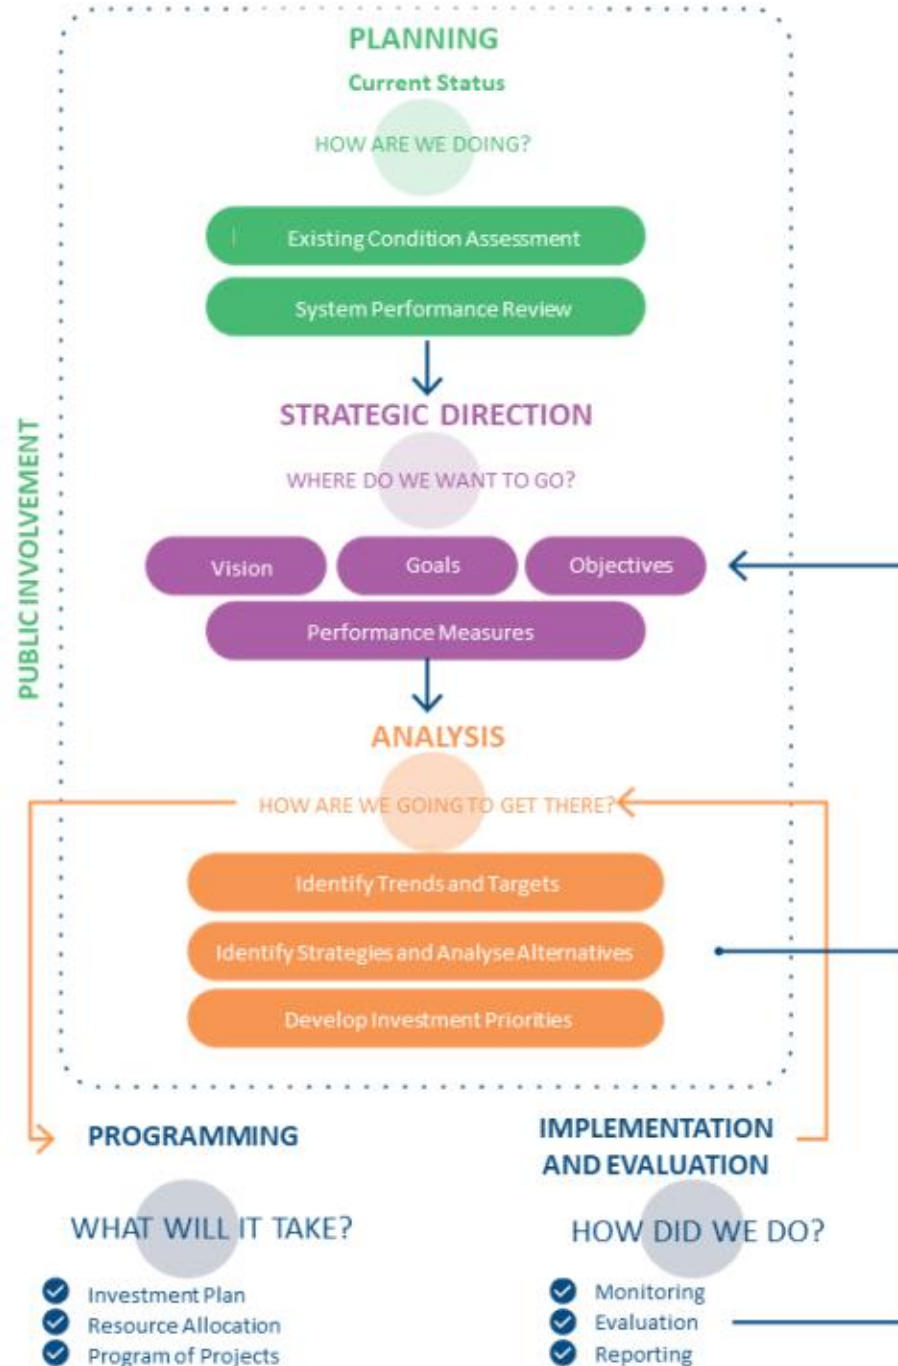 PLANNING
Current Status
HOW ARE WE DOING?
Existing Condition Assessment
System Performance Review
PUBLIC INVOLVEMENT
STRATEGIC DIRECTION
WHERE DO WE WANT TO GO?
Vision
Goals
Objectives
Performance Measures
ANALYSIS
HOW ARE WE GOING TO GET THERE?
Identify Trends and Targets
Identify Strategies and Analyse Alternatives
Develop Investment Priorities
PROGRAMMING
WHAT WILL IT TAKE?
Investment Plan
Resource Allocation
Program of Projects
IMPLEMENTATION
AND EVALUATION
HOW DID WE DO?
Monitoring
Evaluation
Reporting